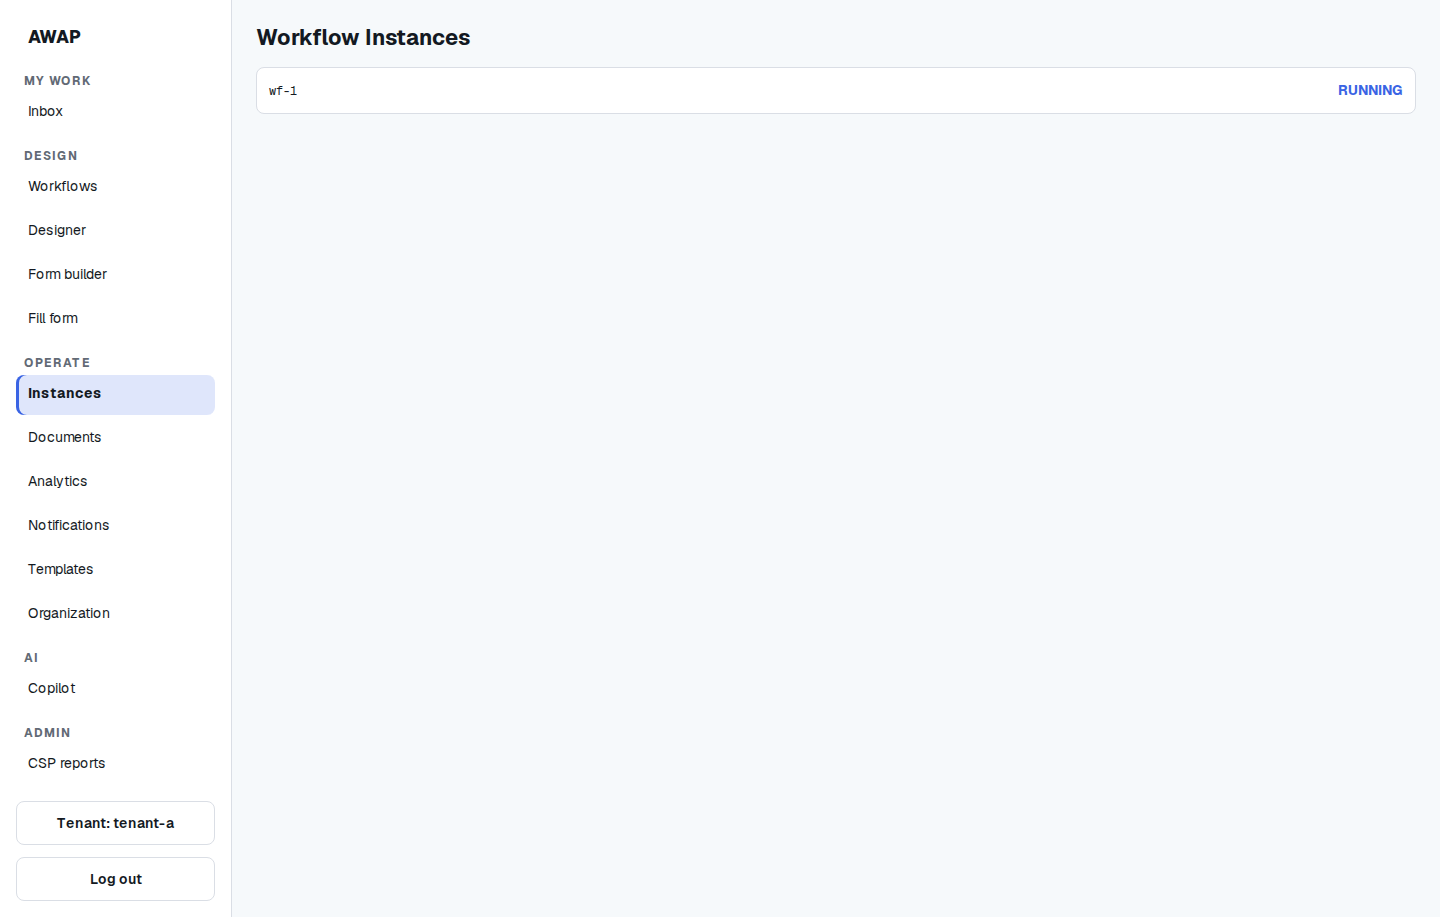 AWAP
MY WORK
Inbox
DESIGN
Workflows
Designer
Form builder
Fill form
OPERATE
Instances
Documents
Analytics
Notifications
Templates
Organization
AI
Copilot
ADMIN
CSP reports
Tenant: tenant-a
Log out
Workflow Instances
wf-1 RUNNING